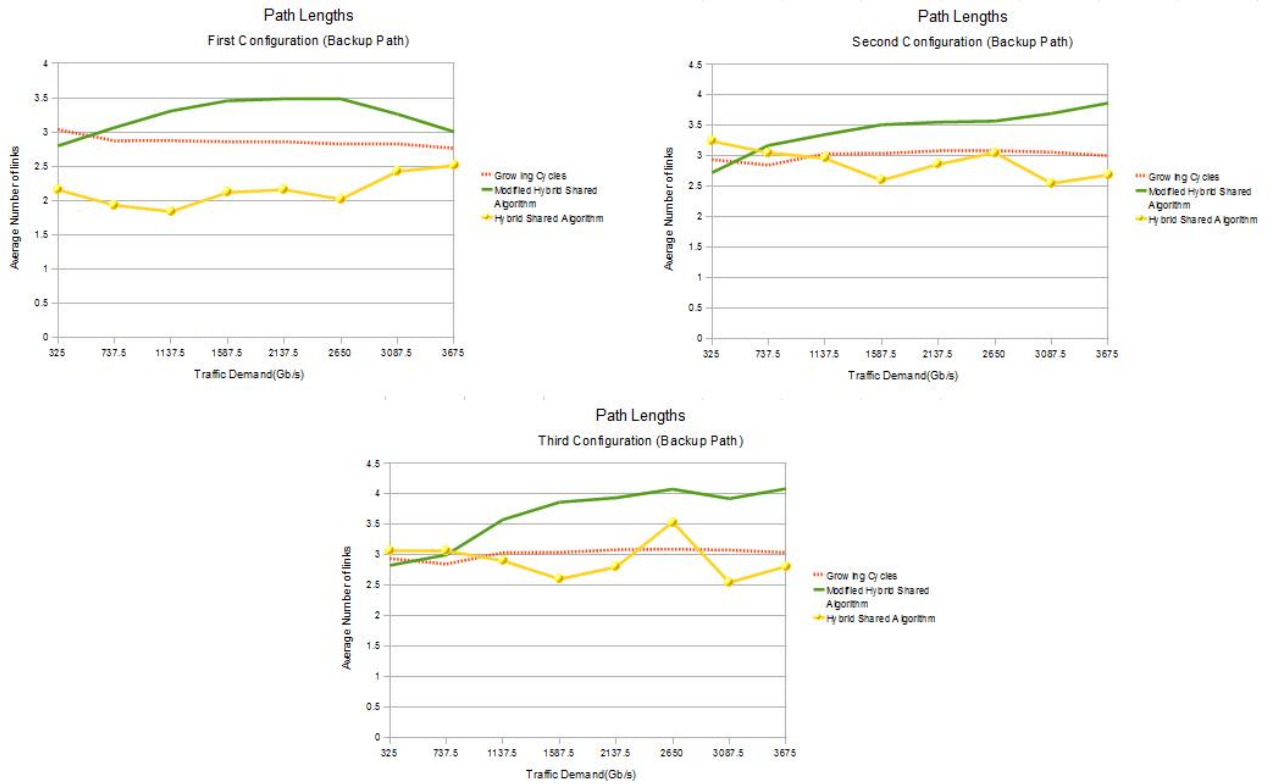 Path Lengths
First Configuration (Backup Path)
4
3.5
3
2.5
2
1.5
1
0.5
0
Average Number of links
325 737.5 1137.5 1587.5 2137.5 2650 3087.5 3675
Traffic Demand(Gb/s)
Growing Cycles
Modified Hybrid Shared
Algorithm
Hybrid Shared Algorithm
Path Lengths
Second Configuration (Backup Path)
4.5
4
3.5
3
2.5
2
1.5
1
0.5
0
Average Number of links
325 737.5 1137.5 1587.5 2137.5 2650 3087.5 3675
Traffic Demand(Gb/s)
Growing Cycles
Modified Hybrid Shared
Algorithm
Hybrid Shared Algorithm
Path Lengths
Third Configuration (Backup Path)
4.5
4
3.5
3
2.5
2
1.5
1
0.5
0
Average Number of links
325 737.5 1137.5 1587.5 2137.5 2650 3087.5 3675
Traffic Demand(Gb/s)
Growing Cycles
Modified Hybrid Shared
Algorithm
Hybrid Shared Algorithm